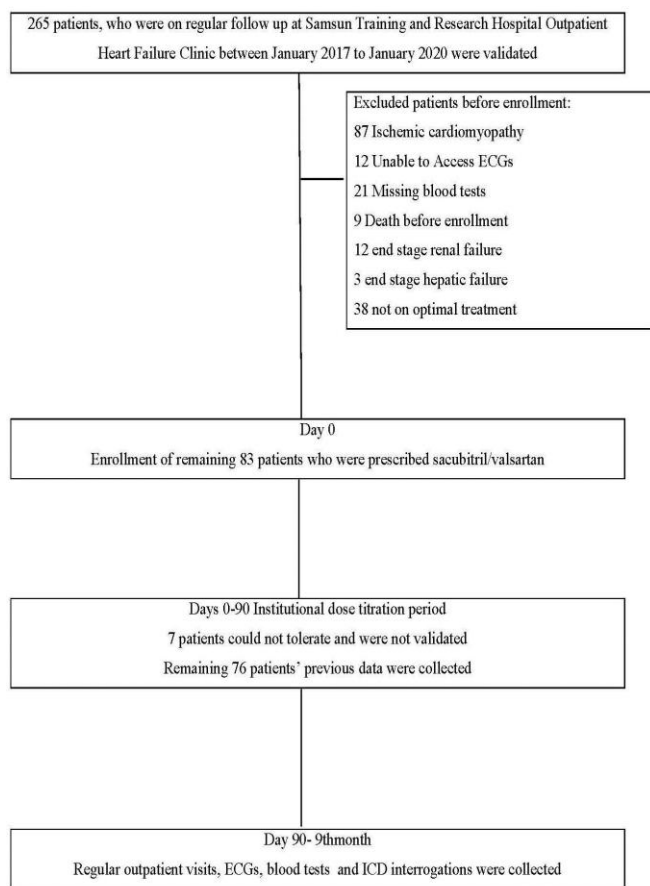 265 patients, who were on regular follow up at Samsun Training and Research Hospital Outpatient
Heart Failure Clinic between January 2017 to January 2020 were validated
Excluded patients before enrollment:
87 Ischemic cardiomyopathy
12 Unable to Access ECGs
21 Missing blood tests
9 Death before enrollment
12 end stage renal failure
3 end stage hepatic failure
38 not on optimal treatment
Day 0
Enrollment of remaining 83 patients who were prescribed sacubitril/valsartan
Days 0-90 Institutional dose titration period
7 patients could not tolerate and were not validated
Remaining 76 patients’ previous data were collected
Day 90- 9thmonth
Regular outpatient visits, ECGs, blood tests and ICD interrogations were collected